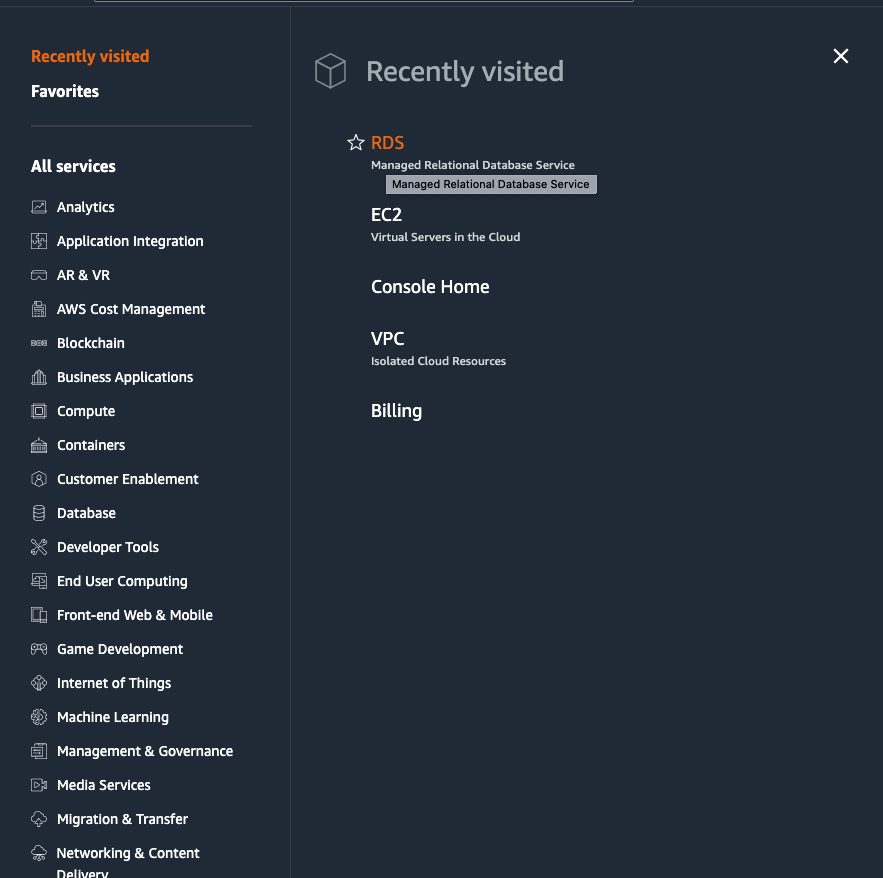 Recently visited
Favorites
All services
Analytics
Application Integration
AR & VR
AWS Cost Management
Blockchain
Business Applications
Compute
Containers
Customer Enablement
Database
Developer Tools
End User Computing
Front-end Web & Mobile
Game Development
Internet of Things
Machine Learning
Management & Governance
Media Services
Migration & Transfer
Networking & Content
Delivery
Recently visited
RDS
Managed Relational Database Service
Managed Relational Database Service
EC2
Virtual Servers in the Cloud
Console Home
VPC
Isolated Cloud Resources
Billing